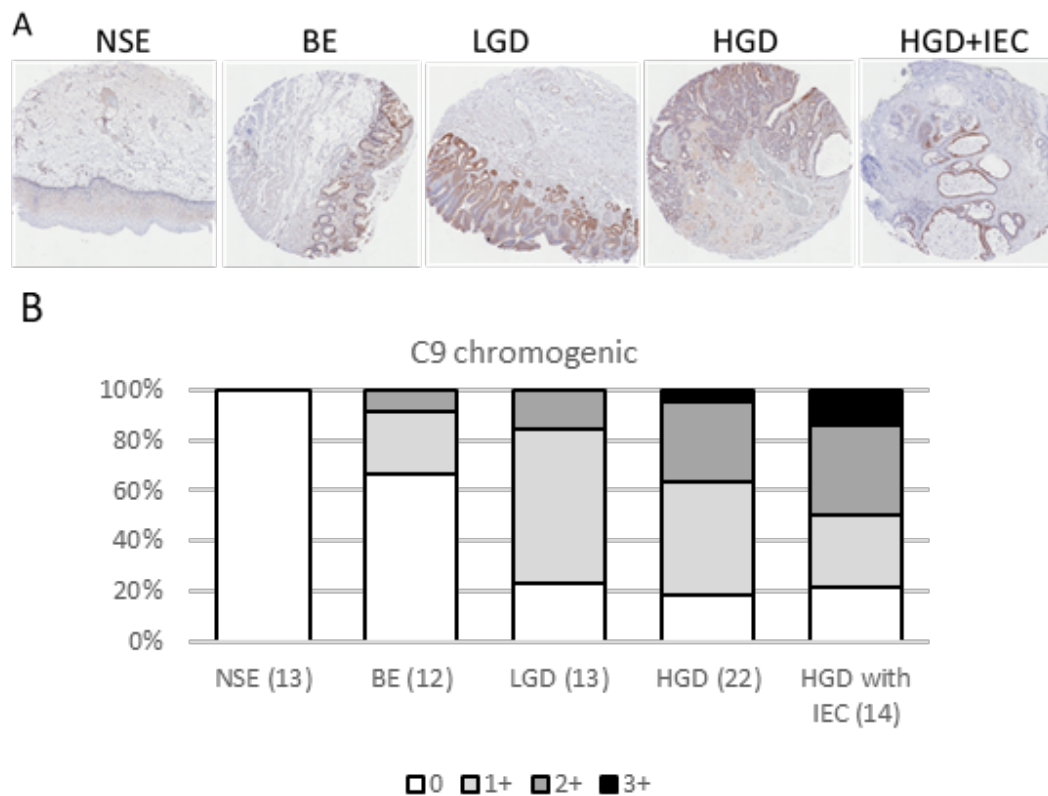 A
NSE BE LGD HGD HGD+IEC
B
C9 chromogenic
100%
80%
60%
40%
20%
0%
NSE (13) BE (12) LGD (13) HGD (22) HGD with
IEC (14)
0 1+ 2+ 3+